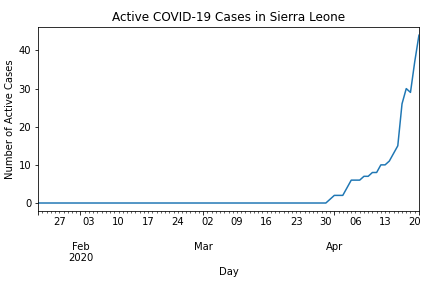 Active COVID-19 Cases in Sierra Leone
Number of Active Cases
40
30
20
10
0
27 03 10 17 24 02 09 16 23 30 06 13 20
Feb Mar Apr
2020
Day